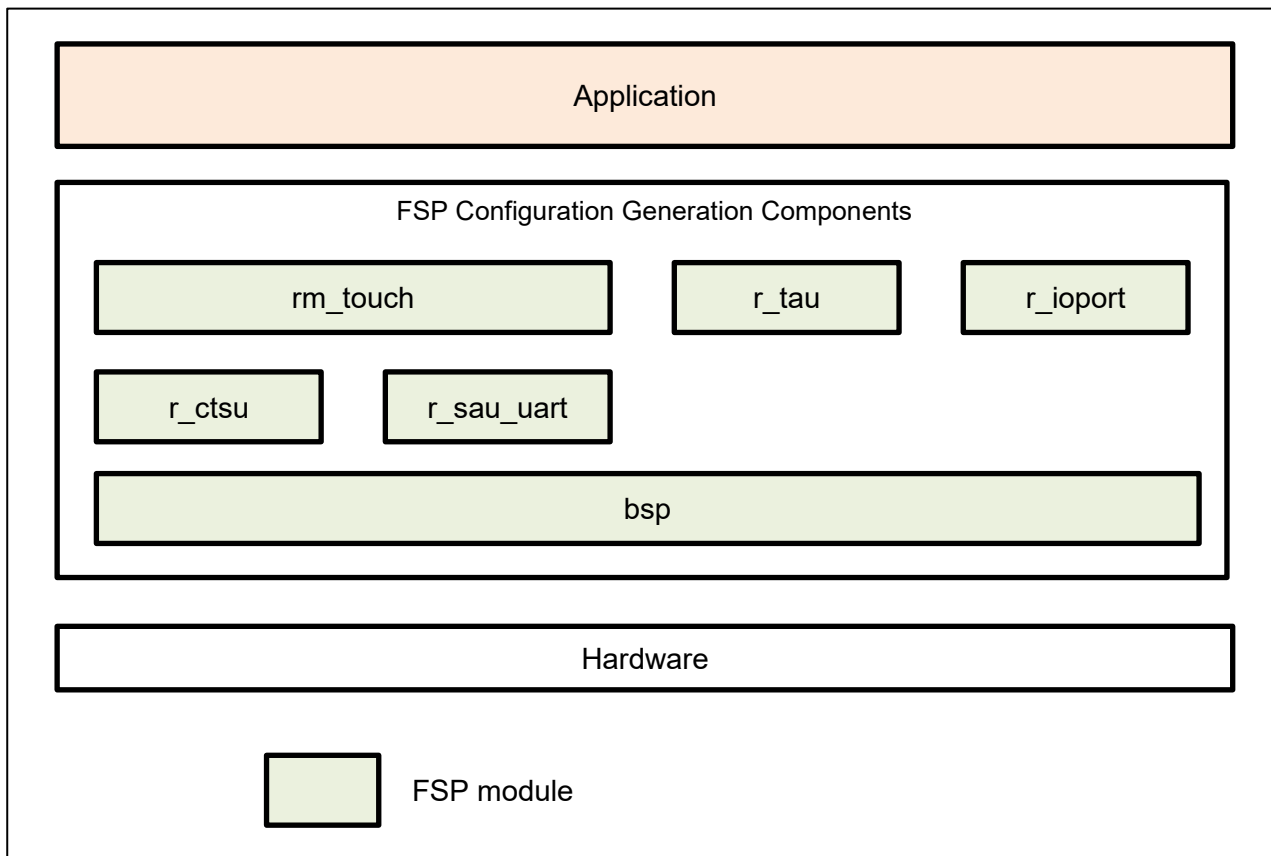 Application
FSP Configuration Generation Components
rm_touch
r_tau
r_ioport
r_ctsu
r_sau_uart
bsp
Hardware
FSP module